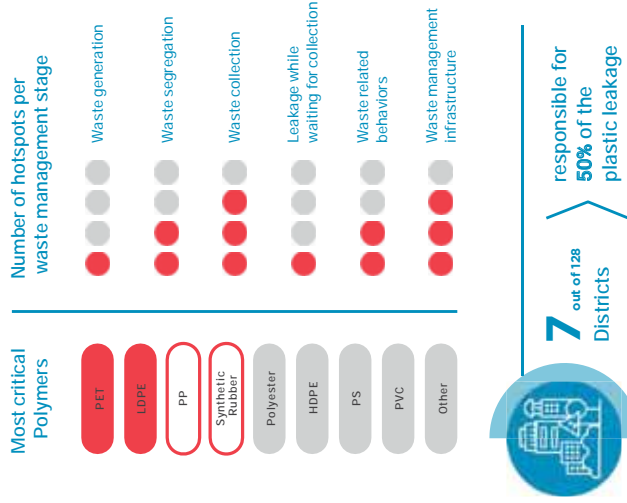 Most critical
Polymers
PET
LDPE
PP
Synthetic
Rubber
Polyester
HDPE
PS
PVC
Other
Number of hotspots per
waste management stage
Waste generation
Waste segregation
Waste collection
Leakage while
waiting for collection
Waste related
behaviors
Waste management
infrastructure
7 out of 128
Districts
responsible for
50% of the
plastic leakage